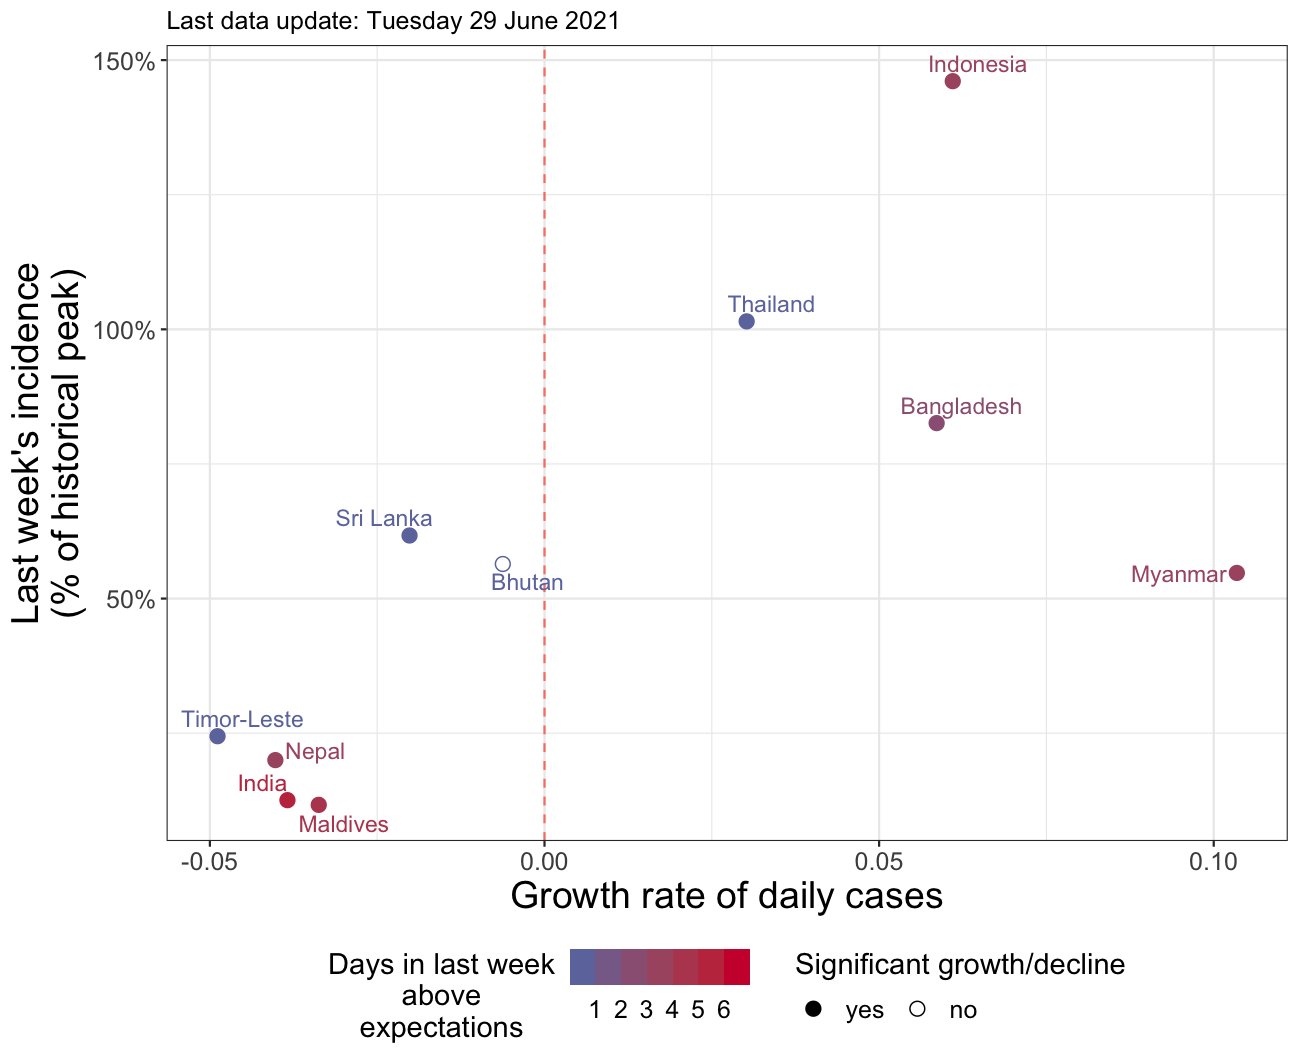 Last data update: Tuesday 29 June 2021
Last week's incidence
(% of historical peak)
150%
100%
50%
Indonesia
Thailand
Bangladesh
Sri Lanka
Bhutan
Myanmar
Timor-Leste
Nepal
India
Maldives
-0.05 0.00 0.05 0.10
Growth rate of daily cases
Days in last week
above
expectations
1 2 3 4 5 6
Significant growth/decline
yes no